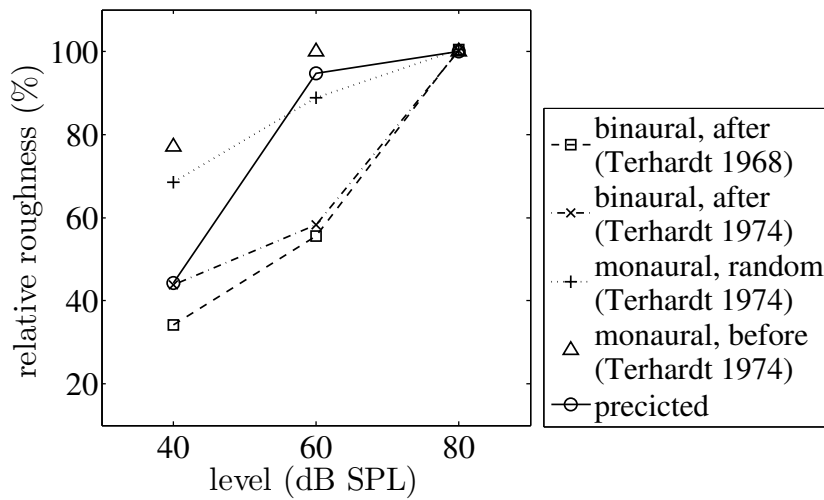 100
80
60
40
20
relative roughness (%)
40 60 80
level (dB SPL)
binaural, after
(Terhardt 1968)
binaural, after
(Terhardt 1974)
monaural, random
(Terhardt 1974)
monaural, before
(Terhardt 1974)
precicted